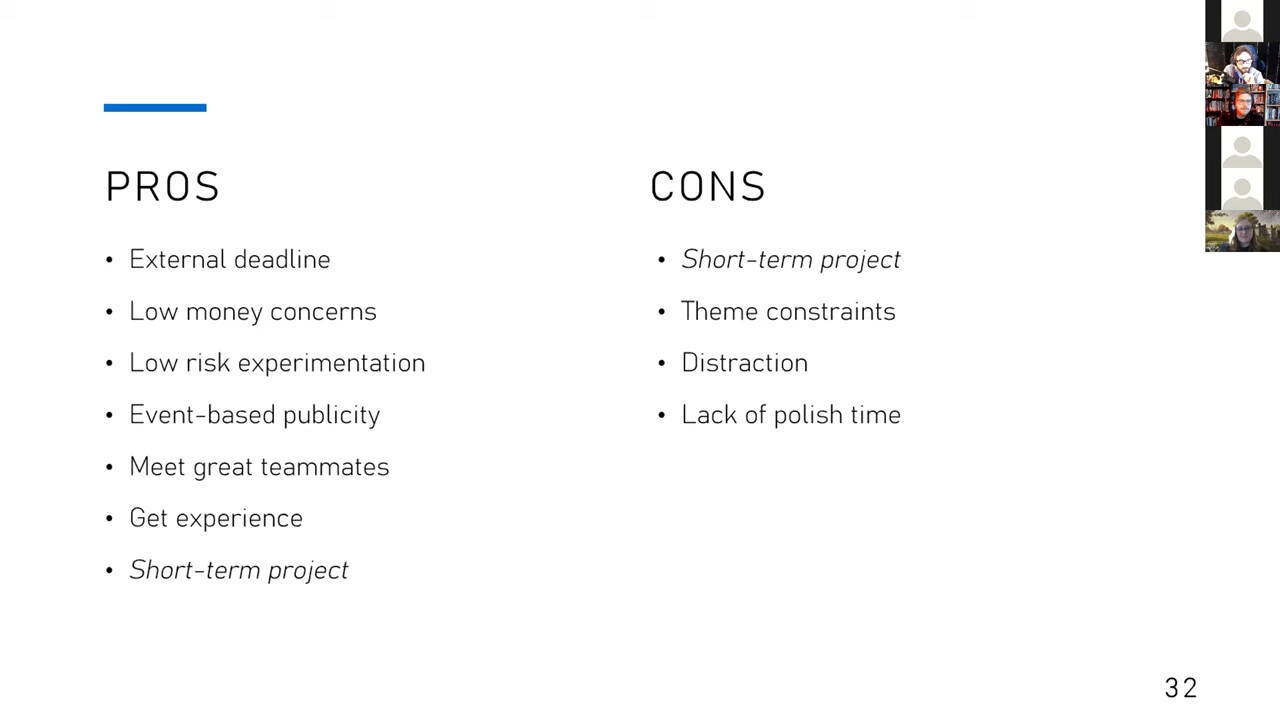 PROS
• External deadline
• Low money concerns
• Low risk experimentation
• Event-based publicity
• Meet great teammates
• Get experience
• Short-term project
CONS
• Short-term project
• Theme constraints
• Distraction
• Lack of polish time
32